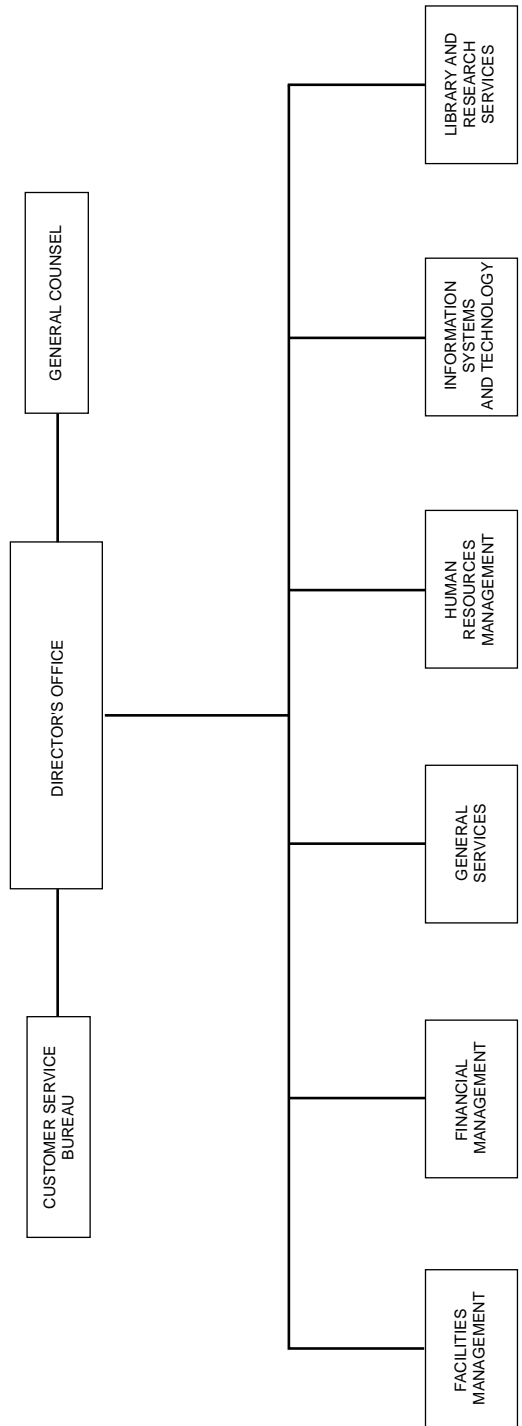 CUSTOMER SERVICE
BUREAU
DIRECTOR'S OFFICE
GENERAL COUNSEL
FACILITIES
MANAGEMENT
FINANCIAL
MANAGEMENT
GENERAL
SERVICES
HUMAN
RESOURCES
MANAGEMENT
INFORMATION
SYSTEMS
AND TECHNOLOGY
LIBRARY AND
RESEARCH
SERVICES